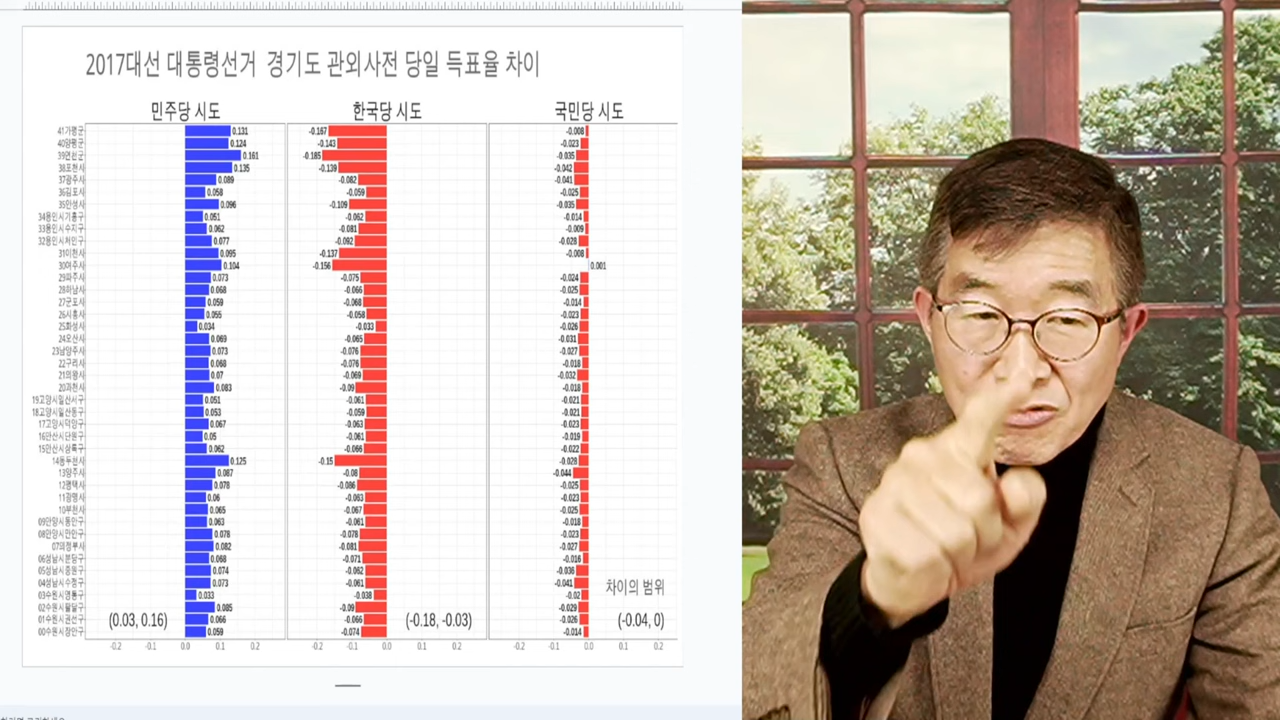 2017대선 대통령선거 경기도 관외사전 당일 득표율 차이
민주당 시도 한국당 시도 국민당 시도
41가평군 0.131 -0.167 -0.008
40양평군 0.124 -0.143 -0.023
39연천군 0.161 -0.185 -0.035
38포천시 0.135 -0.139 -0.042
37광주시 0.089 -0.082 -0.041
36김포시 0.058 -0.059 -0.025
35안성시 0.096 -0.109 -0.035
34용인시기흥구 0.051 -0.062 -0.014
33용인시수지구 0.062 -0.081 -0.009
32용인시처인구 0.077 -0.092 -0.028
31이천시 0.095 -0.137 -0.008
30여주시 0.104 -0.156 0.001
29파주시 0.073 -0.075 -0.024
28하남시 0.068 -0.066 -0.025
27군포시 0.059 -0.068 -0.014
26시흥시 0.055 -0.058 -0.023
25화성시 0.034 -0.033 -0.026
24오산시 0.069 -0.065 -0.031
23남양주시 0.073 -0.076 -0.027
22구리시 0.068 -0.076 -0.018
21의왕시 0.07 -0.069 -0.032
20과천시 0.083 -0.09 -0.018
19고양시일산서구 0.051 -0.061 -0.021
18고양시일산동구 0.053 -0.059 -0.021
17고양시덕양구 0.067 -0.063 -0.023
16안산시단원구 0.05 -0.061 -0.019
15안산시상록구 0.062 -0.066 -0.022
14동두천시 0.125 -0.15 -0.028
13양주시 0.087 -0.08 -0.044
12평택시 0.078 -0.086 -0.025
11광명시 0.06 -0.063 -0.023
10부천시 0.065 -0.067 -0.025
09안양시동안구 0.063 -0.061 -0.018
08안양시만안구 0.078 -0.078 -0.023
07의정부시 0.082 -0.081 -0.027
06성남시분당구 0.068 -0.071 -0.016
05성남시중원구 0.074 -0.062 -0.036
04성남시수정구 0.073 -0.061 -0.041 차이의 범위
03수원시영통구 0.033 -0.038 -0.02
02수원시팔달구 0.085 -0.09 -0.029
01수원시권선구 (0.03, 0.16) 0.066 -0.066 (-0.18, -0.03) -0.026 (-0.04, 0)
00수원시장안구 0.059 -0.074 -0.014
-0.2 -0.1 0.0 0.1 0.2 -0.2 -0.1 0.0 0.1 0.2 -0.2 -0.1 0.0 0.1 0.2